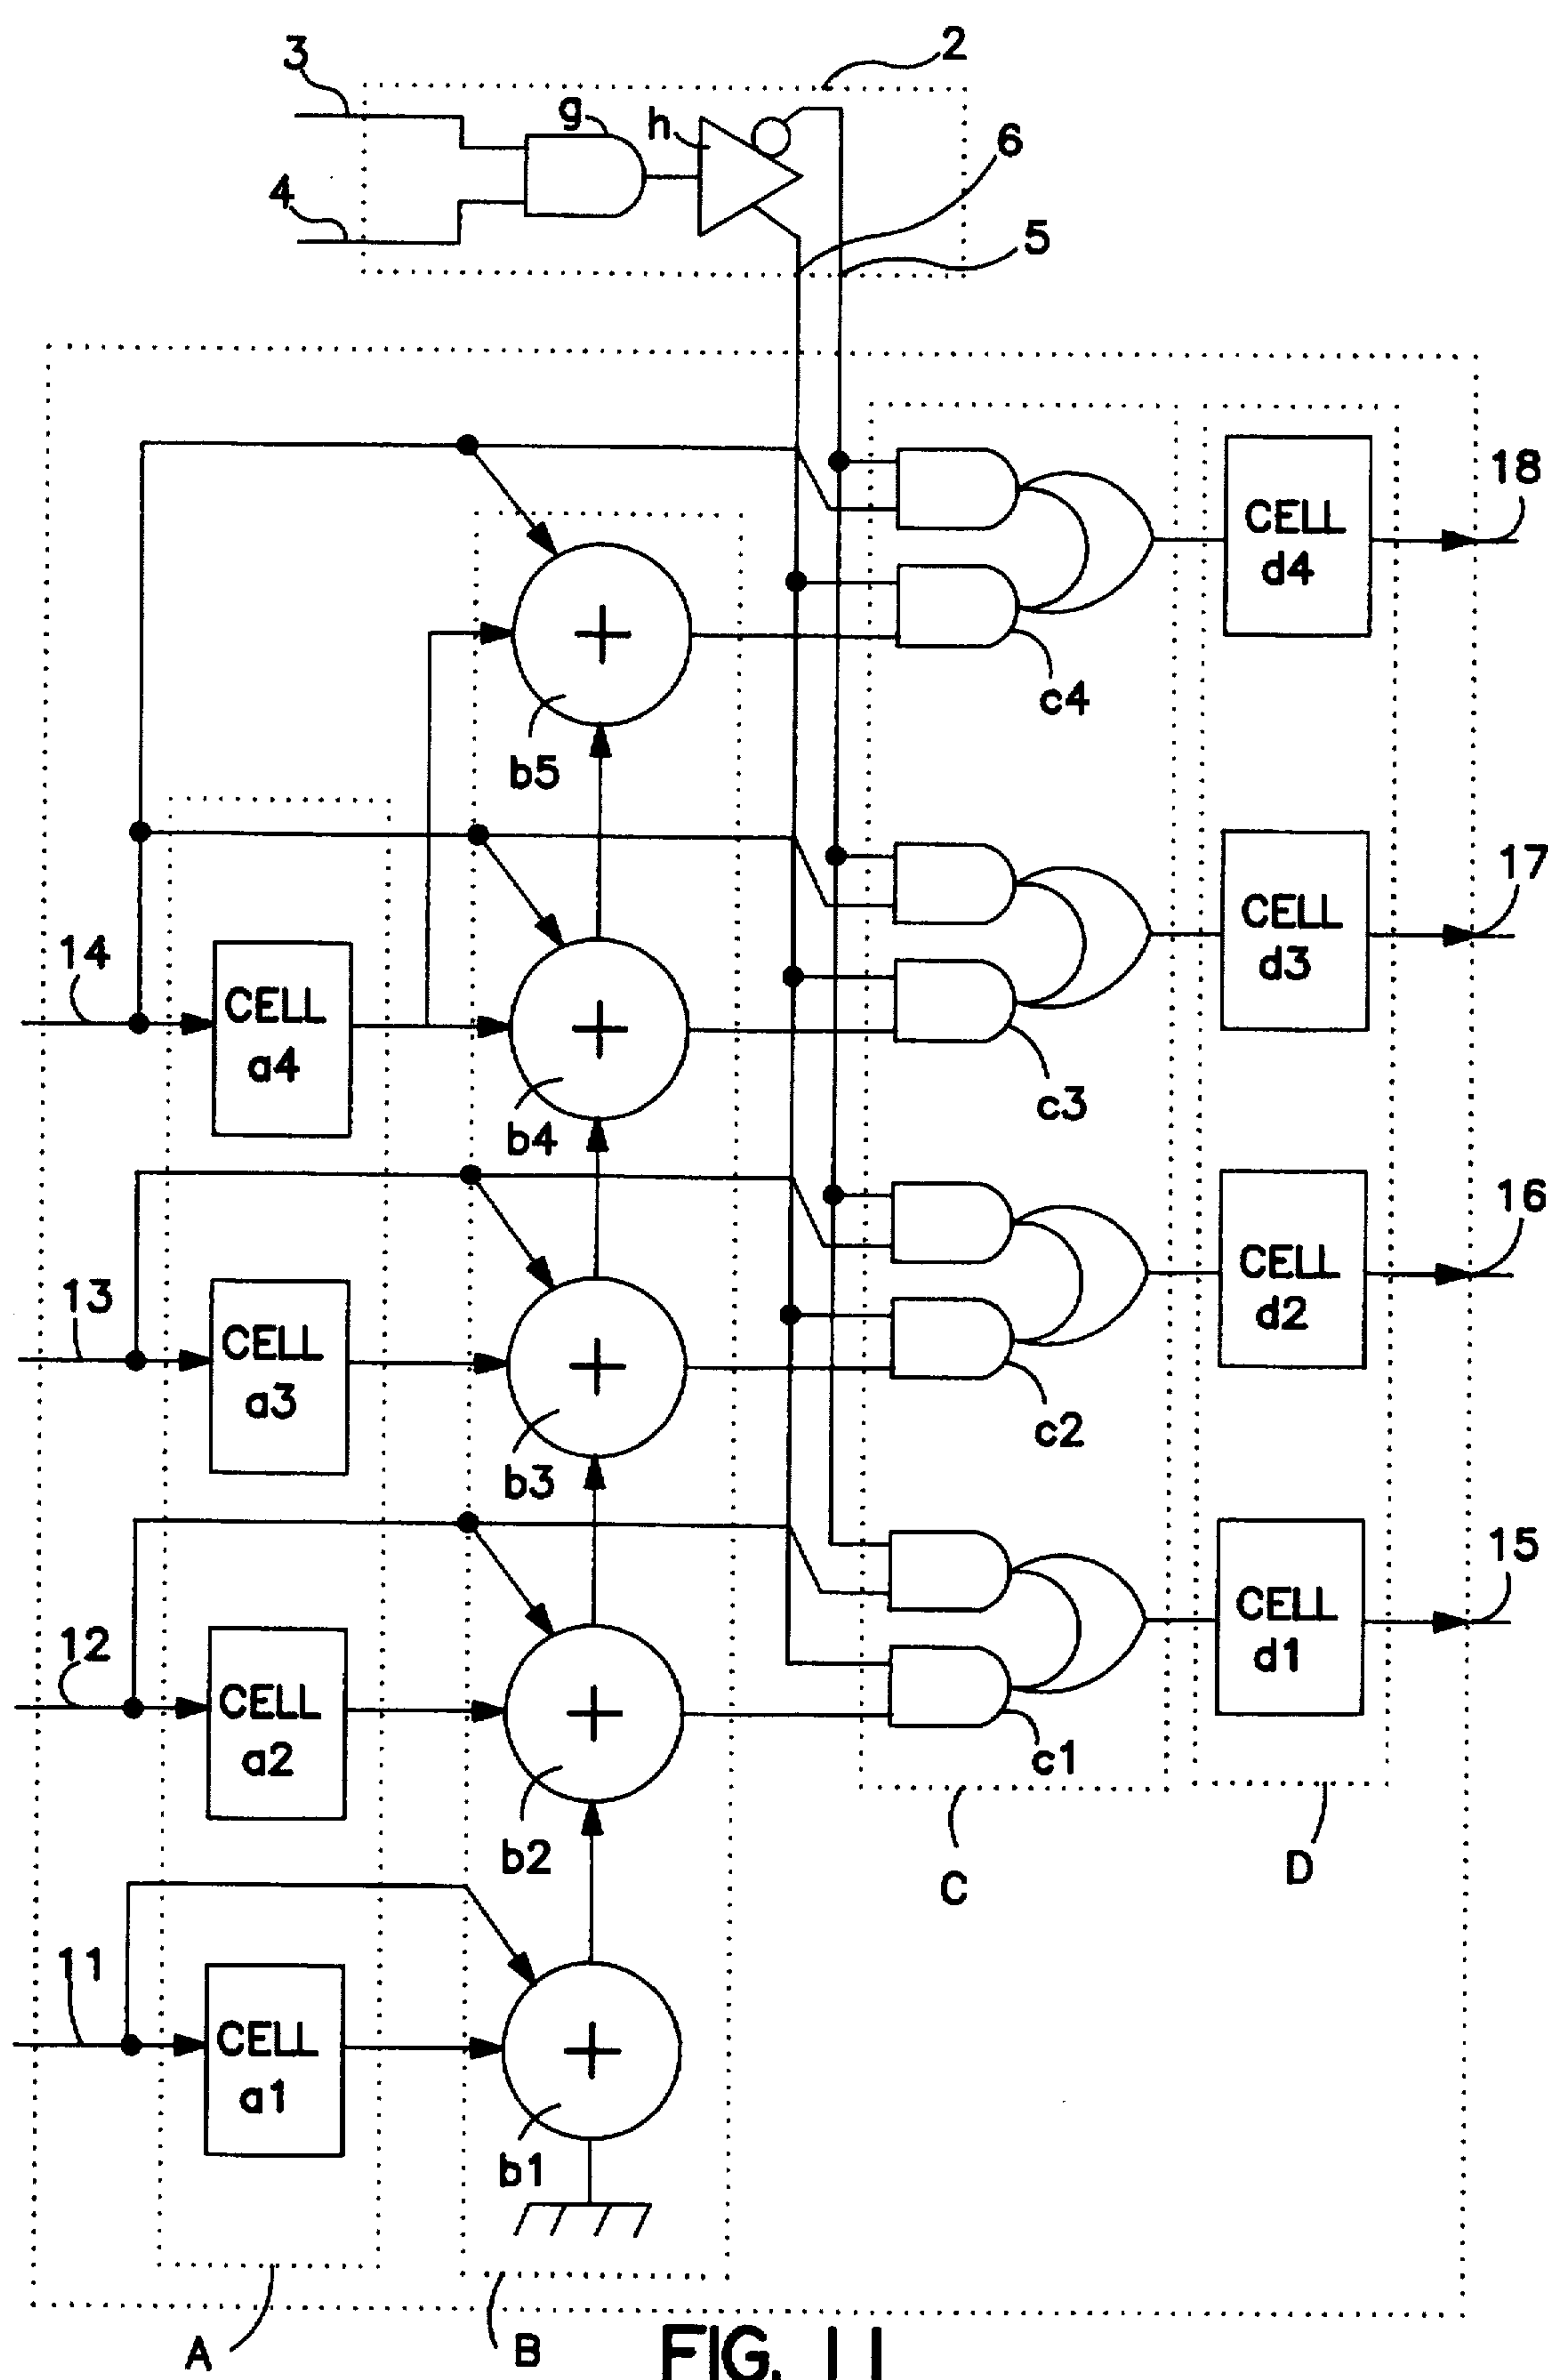 2
3
g
h
6
4
5
18
CELL
d4
c4
b5
17
14
CELL
a4
CELL
d3
c3
b4
16
13
CELL
a3
CELL
d2
c2
b3
15
12
CELL
a2
CELL
d1
c1
b2
C
D
11
CELL
a1
b1
A
B
FIG. 11